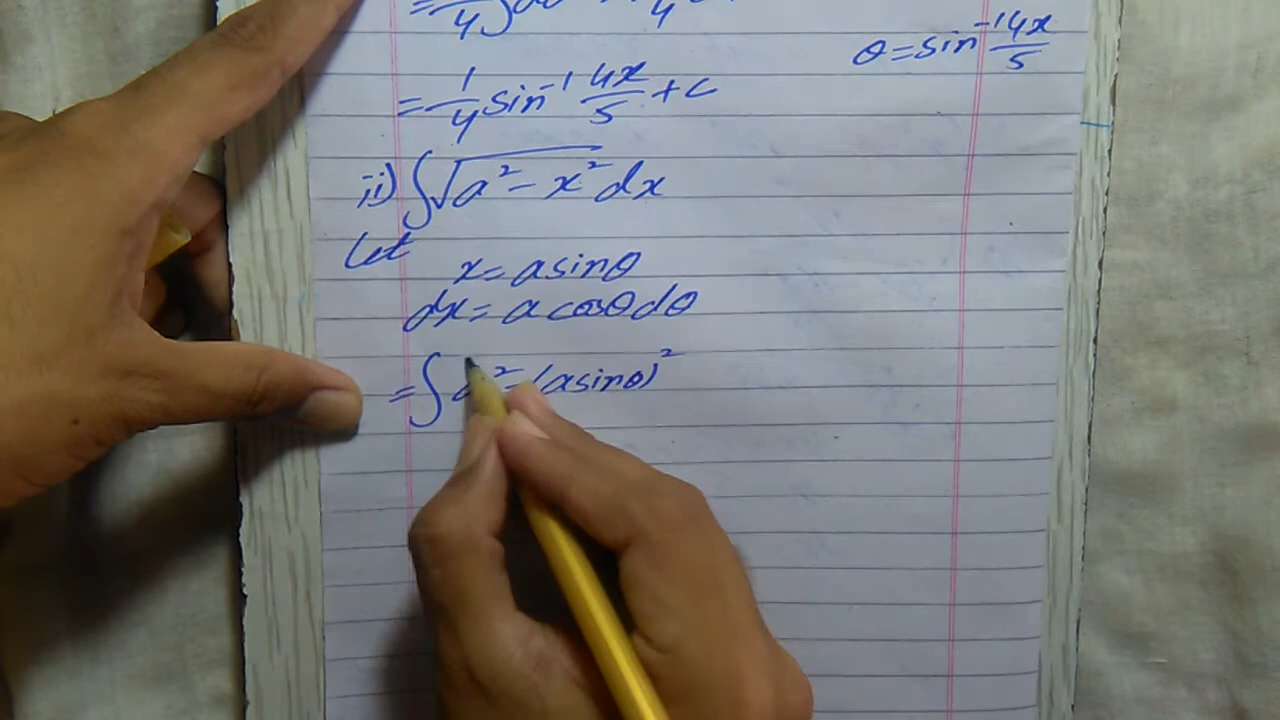 θ = sin⁻¹ 4x/5
= 1/4 sin⁻¹ 4x/5 + c
ii) ∫√(a² - x²) dx
Let
x = a sinθ
dx = a cosθ dθ
= ∫ a² - (a sinθ)²